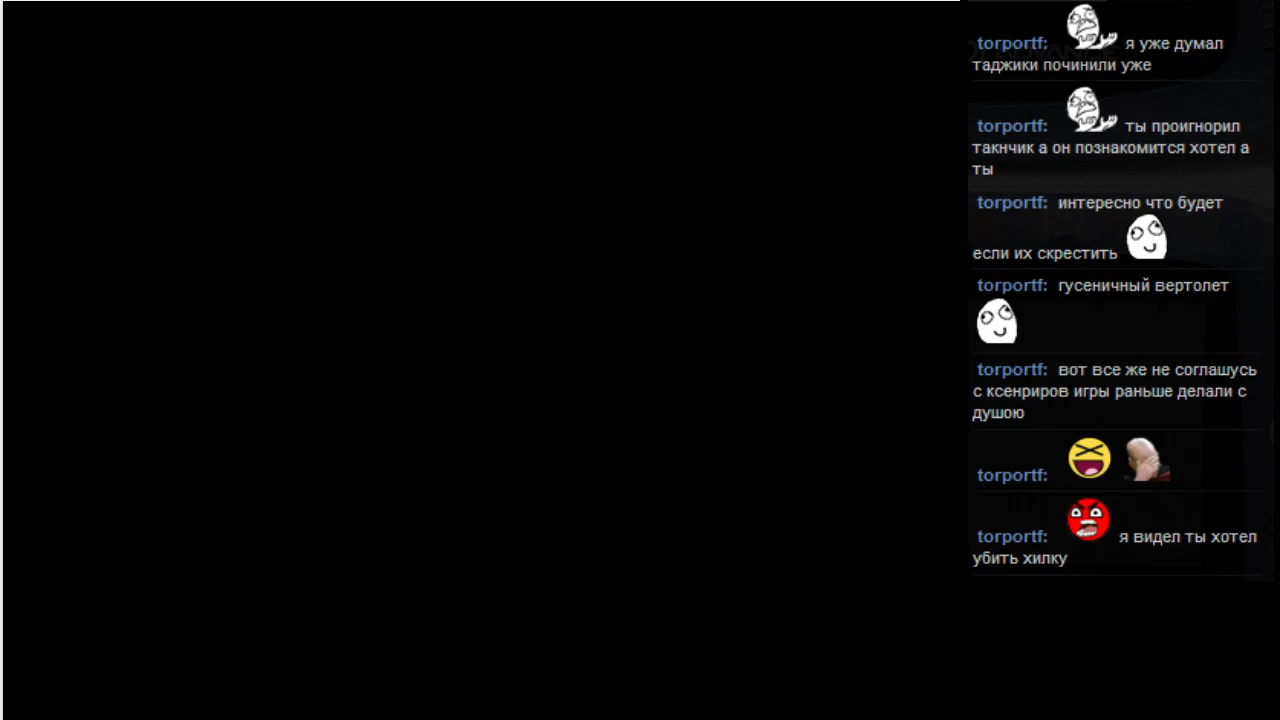 torportf: я уже думал
таджики починили уже
torportf: ты проигнорил
такнчик а он познакомится хотел а
ты
torportf: интересно что будет
если их скрестить
torportf: гусеничный вертолет
torportf: вот все же не соглашусь
с ксенриров игры раньше делали с
душою
torportf:
torportf: я видел ты хотел
убить хилку